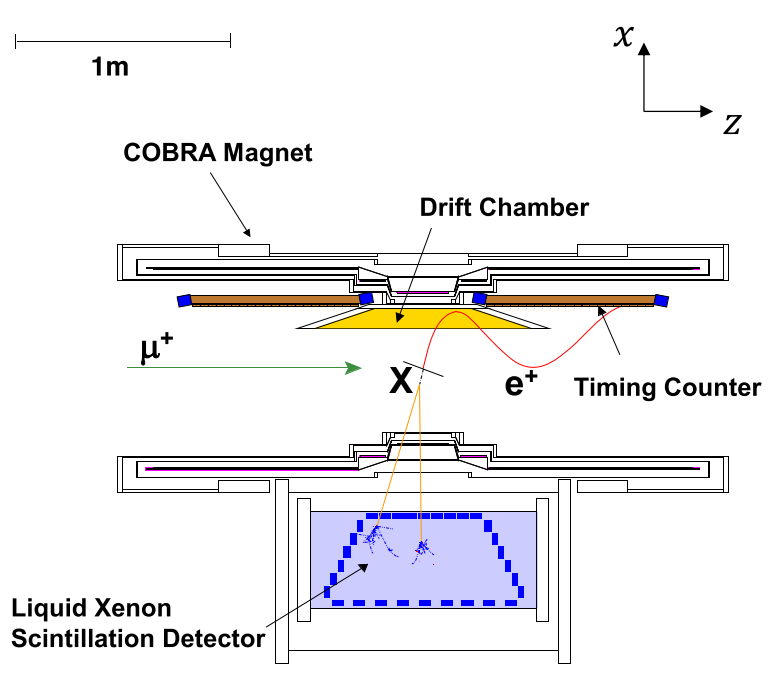 1m
x
z
COBRA Magnet
Drift Chamber
μ+
X
e+
Timing Counter
Liquid Xenon
Scintillation Detector